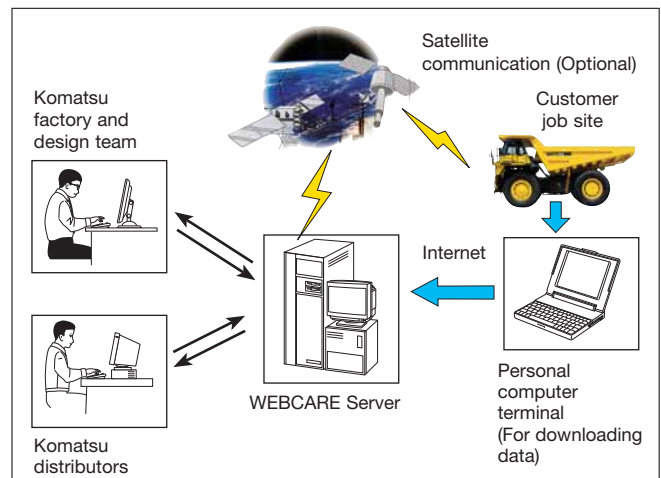 Satellite
communication (Optional)
Komatsu
factory and
design team
Customer
job site
Internet
WEBCARE Server
Personal
computer
terminal
(For downloading
data)
Komatsu
distributors